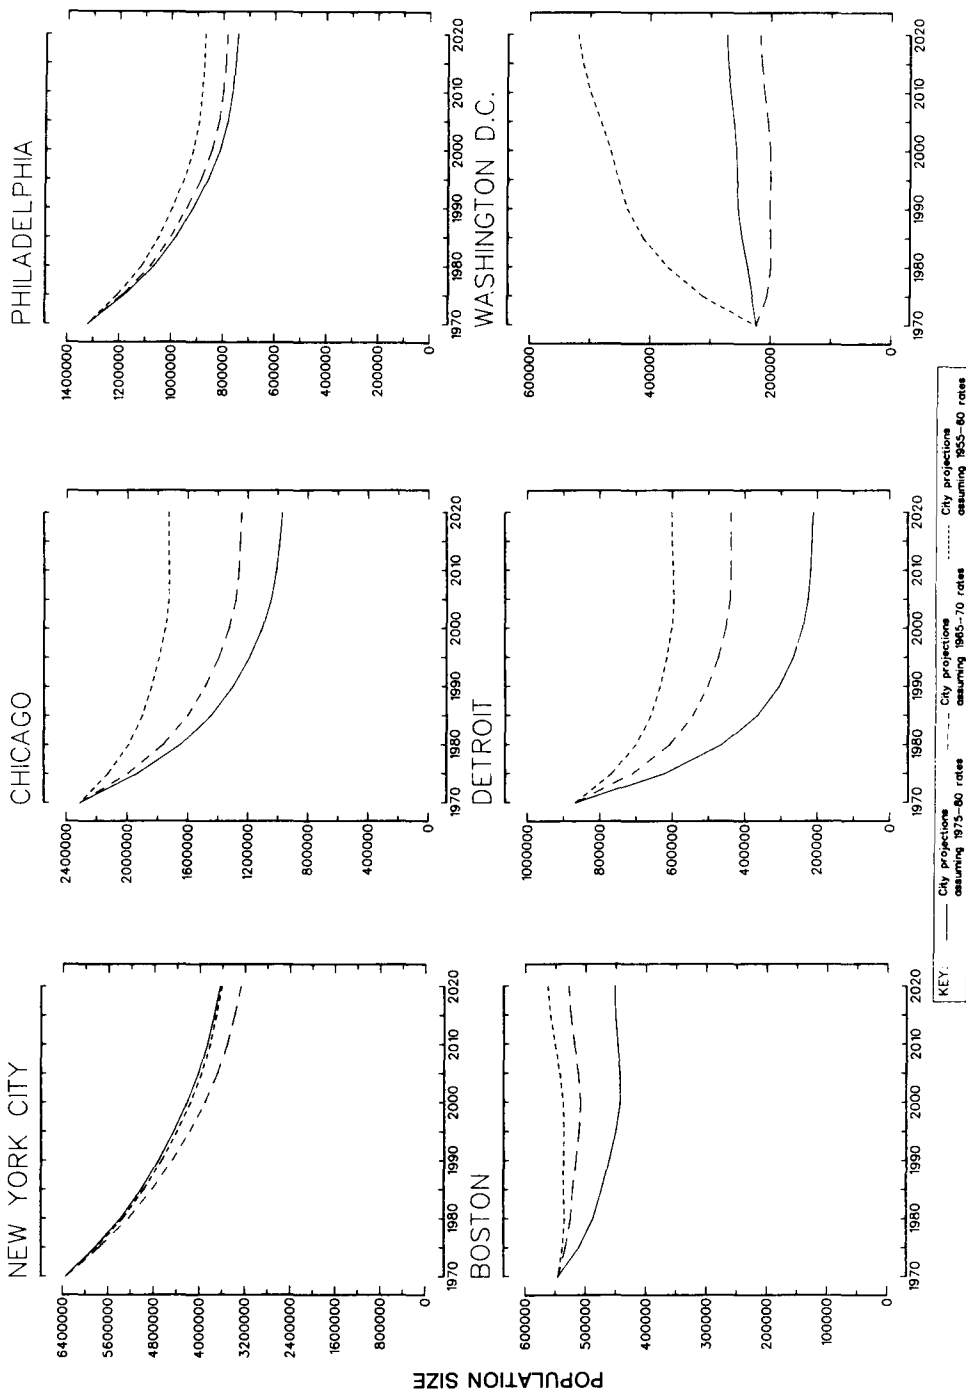 POPULATION SIZE
NEW YORK CITY
6400000
5600000
4800000
4000000
3200000
2400000
1600000
800000
0
1970 1980 1990 2000 2010 2020
CHICAGO
2400000
2000000
1600000
1200000
800000
400000
0
1970 1980 1990 2000 2010 2020
PHILADELPHIA
1400000
1200000
1000000
800000
600000
400000
200000
0
1970 1980 1990 2000 2010 2020
BOSTON
600000
500000
400000
300000
200000
100000
0
1970 1980 1990 2000 2010 2020
DETROIT
1000000
800000
600000
400000
200000
0
1970 1980 1990 2000 2010 2020
WASHINGTON D.C.
600000
400000
200000
0
1970 1980 1990 2000 2010 2020
KEY:
City projections
assuming 1975-80 rates
City projections
assuming 1965-70 rates
City projections
assuming 1955-60 rates